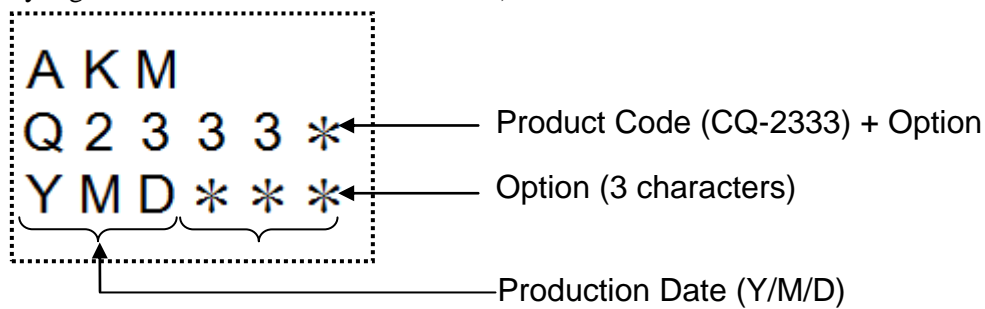 A K M
Q 2 3 3 3 *
Product Code (CQ-2333) + Option
Y M D * * *
Option (3 characters)
Production Date (Y/M/D)